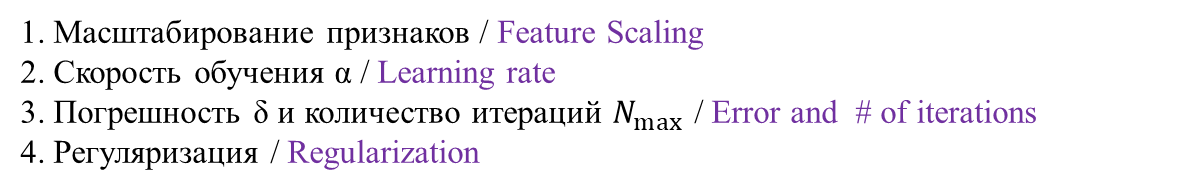 1. Масштабирование признаков / Feature Scaling
2. Скорость обучения α / Learning rate
3. Погрешность δ и количество итераций N_max / Error and # of iterations
4. Регуляризация / Regularization